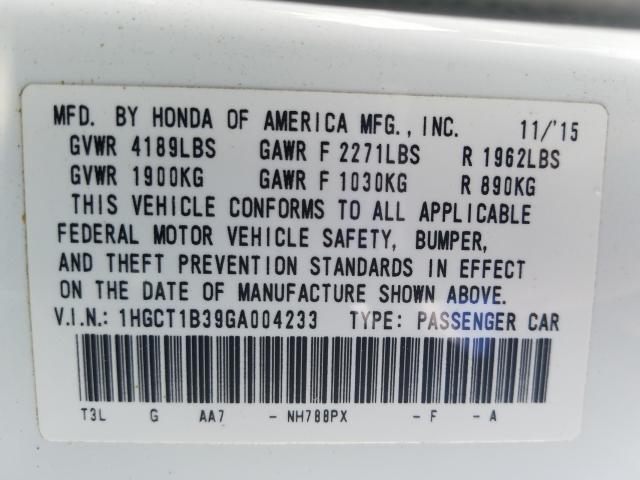 MFD. BY HONDA OF AMERICA MFG., INC. 11/'15
GVWR 4189LBS GAWR F 2271LBS R 1962LBS
GVWR 1900KG GAWR F 1030KG R 890KG
THIS VEHICLE CONFORMS TO ALL APPLICABLE
FEDERAL MOTOR VEHICLE SAFETY, BUMPER,
AND THEFT PREVENTION STANDARDS IN EFFECT
ON THE DATE OF MANUFACTURE SHOWN ABOVE.
V.I.N.: 1HGCT1B39GA004233 TYPE: PASSENGER CAR
T3L G AA7 - NH788PX - F - A